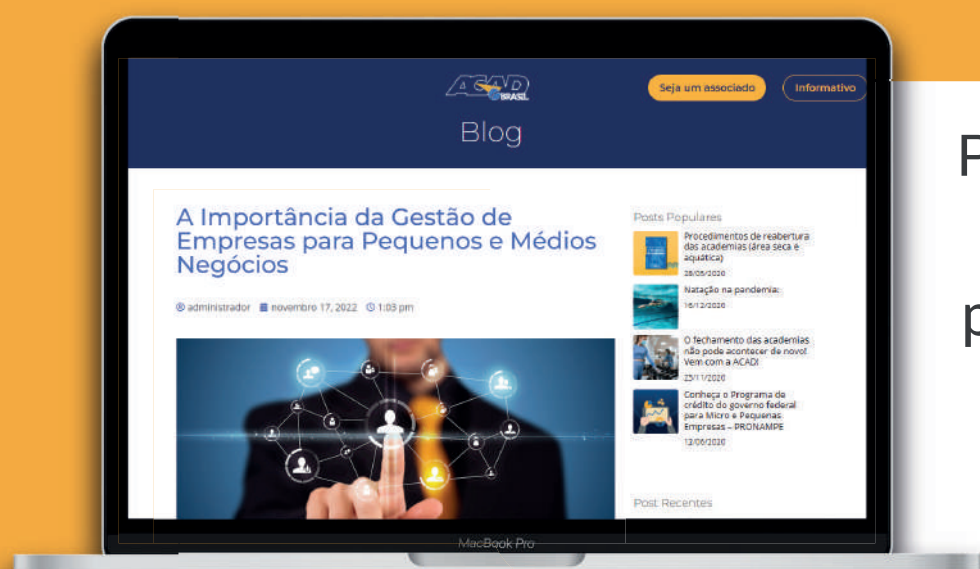 ACAD
BRASIL
Seja um associado
Informativo
Blog
A Importância da Gestão de
Empresas para Pequenos e Médios
Negócios
administrador novembro 17, 2022 1:03 pm
Posts Populares
Procedimentos de reabertura
das academias (área seca e
aquática)
28/05/2020
Natação na pandemia:
16/12/2020
O fechamento das academias
não pode acontecer de novo!
Vem com a ACAD!
25/11/2020
Conheça o Programa de
crédito do governo federal
para Micro e Pequenas
Empresas – PRONAMPE
12/06/2020
Post Recentes
MacBook Pro
P
p